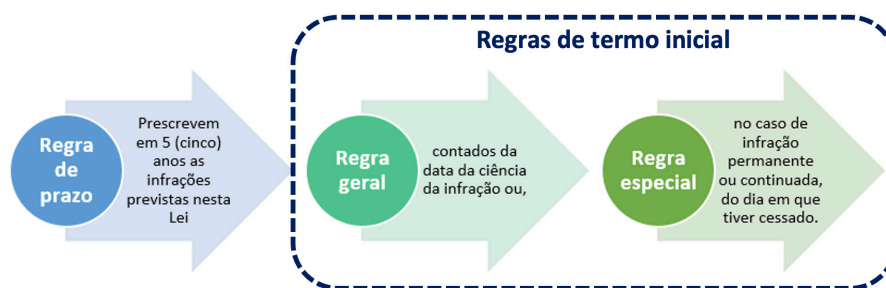 Regras de termo inicial
Regra
de
prazo
Prescrevem
em 5 (cinco)
anos as
infrações
previstas nesta
Lei
Regra
geral
contados da
data da ciência
da infração ou,
Regra
especial
no caso de
infração
permanente
ou continuada,
do dia em que
tiver cessado.